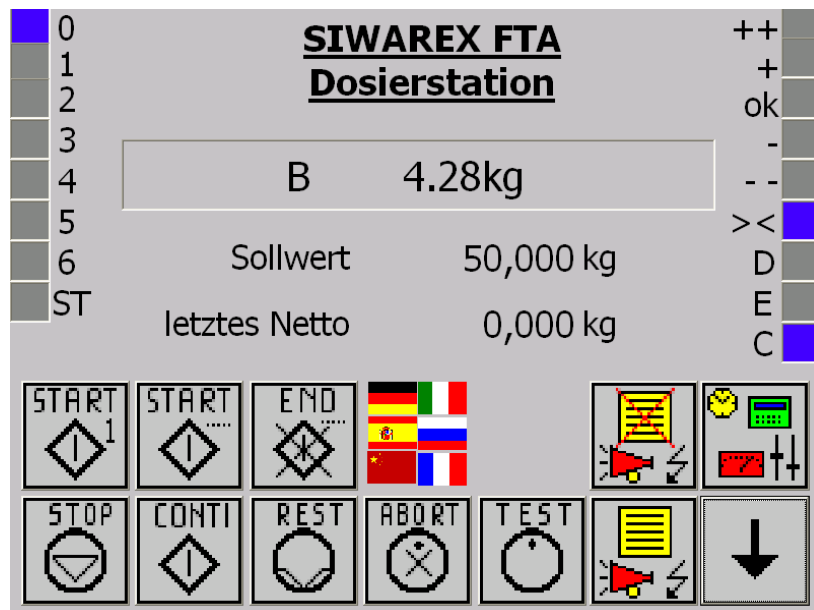 SIWAREX FTA
Dosierstation
0
1
2
3
4
5
6
ST
++
+
ok
-
- -
><
D
E
C
B 4.28kg
Sollwert 50,000 kg
letztes Netto 0,000 kg
START 1
START
END
STOP
CONTI
REST
ABORT
TEST